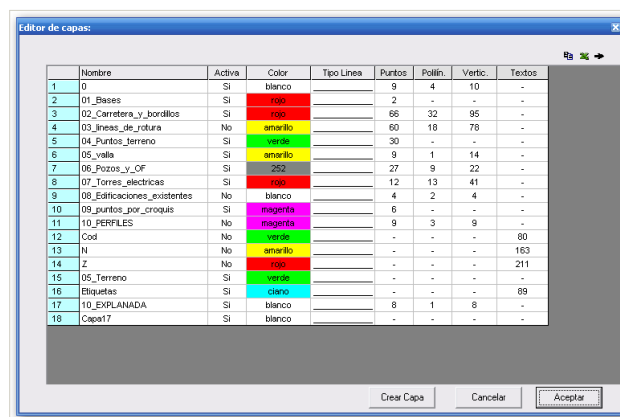 Editor de capas:
Nombre Activa Color Tipo Linea Puntos Polilín. Vertic. Textos
1 0 Si blanco 9 4 10 -
2 01_Bases Si rojo 2 - - -
3 02_Carretera_y_bordillos Si rojo 66 32 95 -
4 03_lineas_de_rotura No amarillo 60 18 78 -
5 04_Puntos_terreno Si verde 30 - - -
6 05_valla Si amarillo 9 1 14 -
7 06_Pozos_y_OF Si 252 27 9 22 -
8 07_Torres_electricas Si rojo 12 13 41 -
9 08_Edificaciones_existentes No blanco 4 2 4 -
10 09_puntos_por_croquis Si magenta 6 - - -
11 10_PERFILES No magenta 9 3 9 -
12 Cod No verde - - - 80
13 N No amarillo - - - 163
14 Z No rojo - - - 211
15 05_Terreno Si verde - - - -
16 Etiquetas Si ciano - - - 89
17 10_EXPLANADA Si blanco 8 1 8 -
18 Capa17 Si blanco - - - -
Crear Capa Cancelar Aceptar